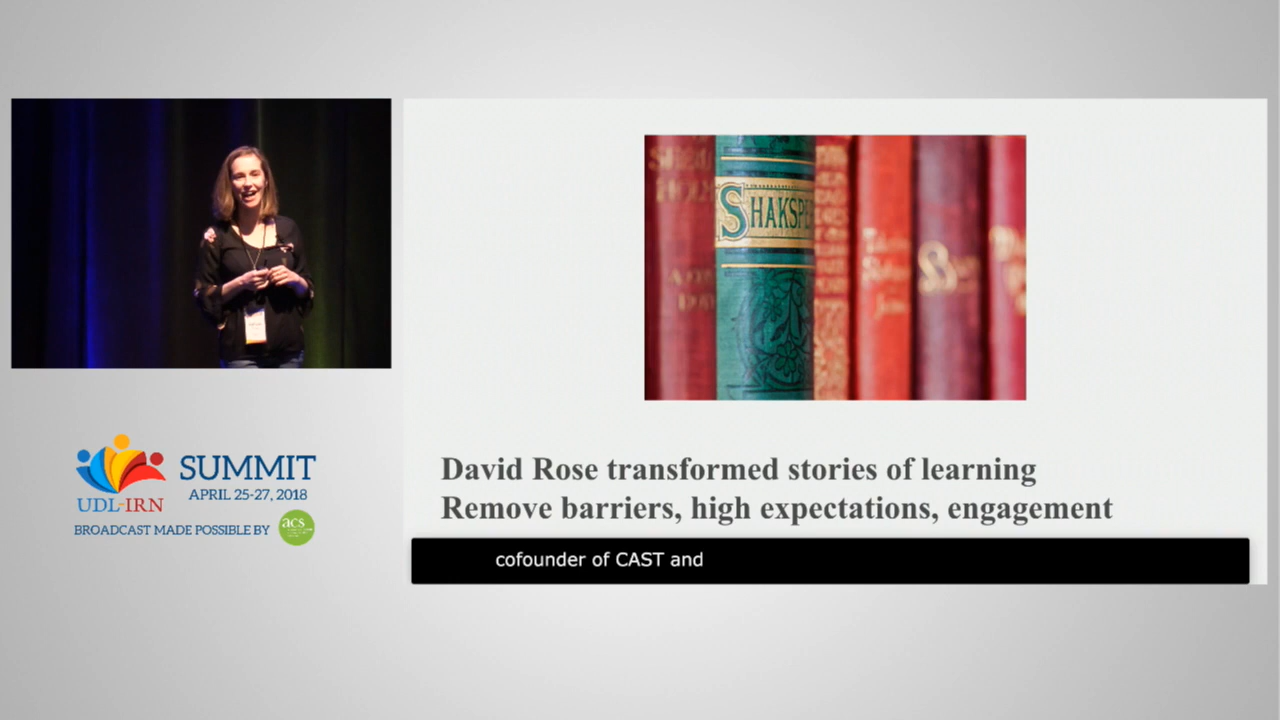 SHAKSPE
SUMMIT
APRIL 25-27, 2018
UDL-IRN
BROADCAST MADE POSSIBLE BY
acs
David Rose transformed stories of learning
Remove barriers, high expectations, engagement
cofounder of CAST and